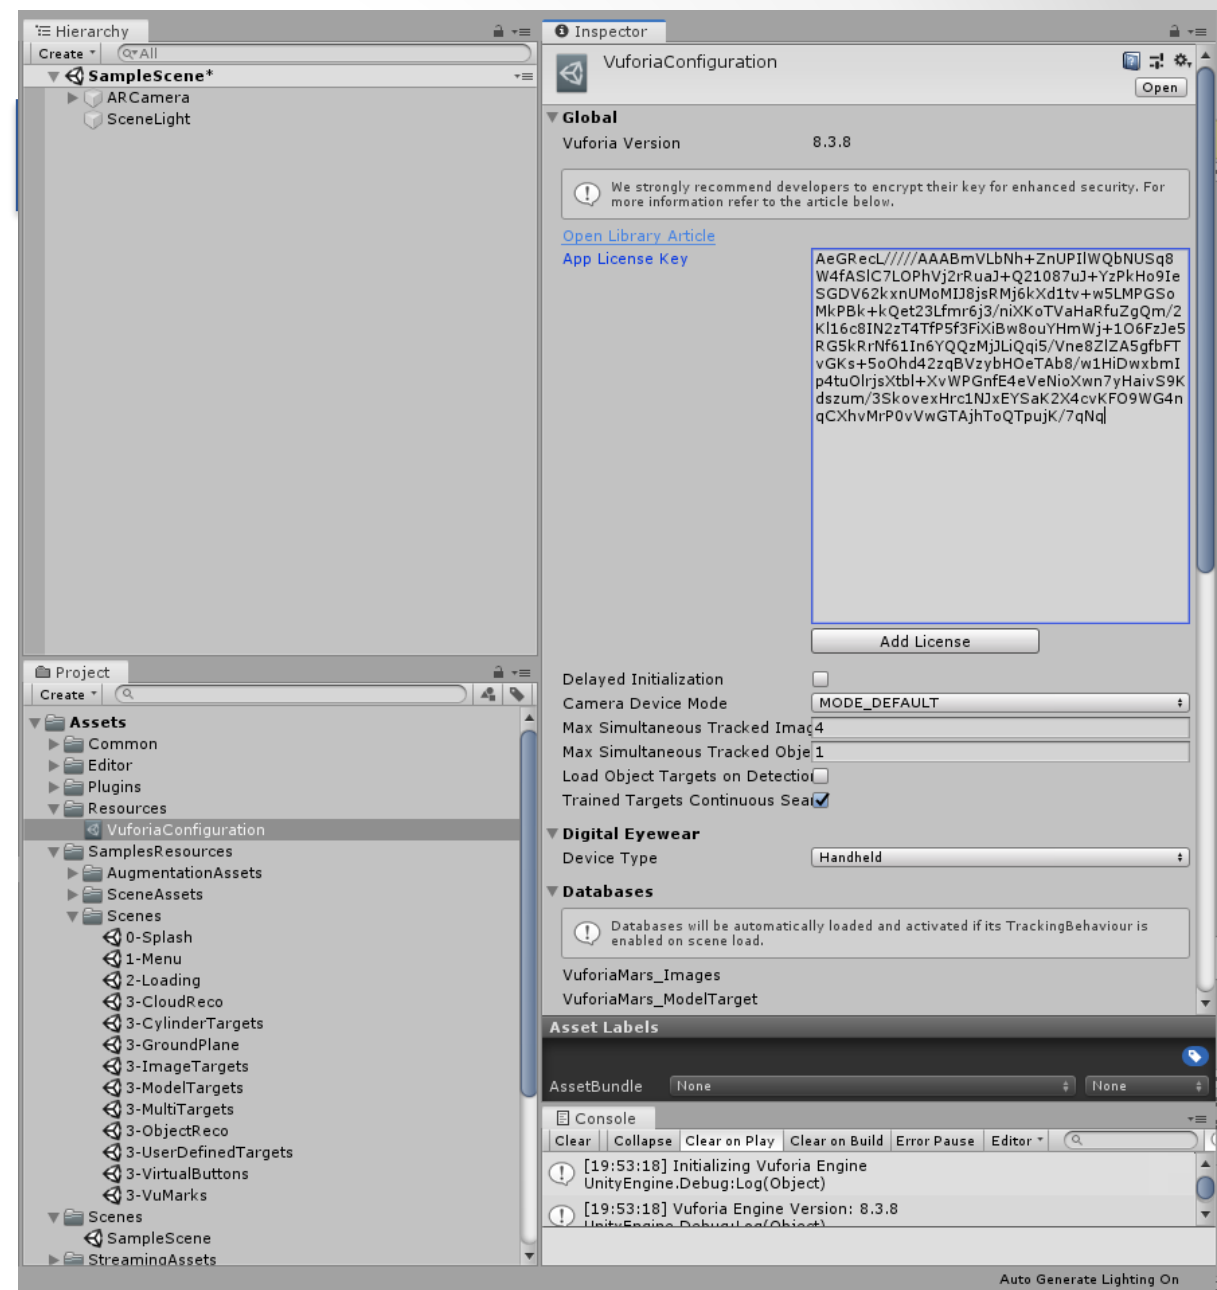 Hierarchy
Create
All
SampleScene*
ARCamera
SceneLight
Project
Create
Assets
Common
Editor
Plugins
Resources
VuforiaConfiguration
SamplesResources
AugmentationAssets
SceneAssets
Scenes
0-Splash
1-Menu
2-Loading
3-CloudReco
3-CylinderTargets
3-GroundPlane
3-ImageTargets
3-ModelTargets
3-MultiTargets
3-ObjectReco
3-UserDefinedTargets
3-VirtualButtons
3-VuMarks
Scenes
SampleScene
StreamingAssets
Inspector
VuforiaConfiguration
Open
Global
Vuforia Version 8.3.8
We strongly recommend developers to encrypt their key for enhanced security. For
more information refer to the article below.
Open Library Article
App License Key
AeGRecL/////AAABmVLbNh+ZnUPIlWQbNUSq8
W4fASlC7LOPhVj2rRuaJ+Q21087uJ+YzPkHo9Ie
SGDV62kxnUMoMIJ8jsRMj6kXd1tv+w5LMPGSo
MkPBk+kQet23Lfmr6j3/niXKoTVaHaRfuZgQm/2
Kl16c8IN2zT4TfP5f3FiXiBw8ouYHmWj+1O6FzJe5
RG5kRrNf61In6YQQzMjJLiQqi5/Vne8ZlZA5gfbFT
vGKs+5oOhd42zqBVzybHOeTAb8/w1HiDwxbmI
p4tuOlrjsXtbl+XvWPGnfE4eVeNioXwn7yHaivS9K
dszum/3SkovexHrc1NJxEYSaK2X4cvKFO9WG4n
qCXhvMrP0vVwGTAjhToQTpujK/7qNq
Add License
Delayed Initialization
Camera Device Mode MODE_DEFAULT
Max Simultaneous Tracked Imag 4
Max Simultaneous Tracked Obje 1
Load Object Targets on Detectio
Trained Targets Continuous Sea
Digital Eyewear
Device Type Handheld
Databases
Databases will be automatically loaded and activated if its TrackingBehaviour is
enabled on scene load.
VuforiaMars_Images
VuforiaMars_ModelTarget
Asset Labels
AssetBundle None None
Console
Clear Collapse Clear on Play Clear on Build Error Pause Editor
[19:53:18] Initializing Vuforia Engine
UnityEngine.Debug:Log(Object)
[19:53:18] Vuforia Engine Version: 8.3.8
UnityEngine.Debug:Log(Object)
Auto Generate Lighting On